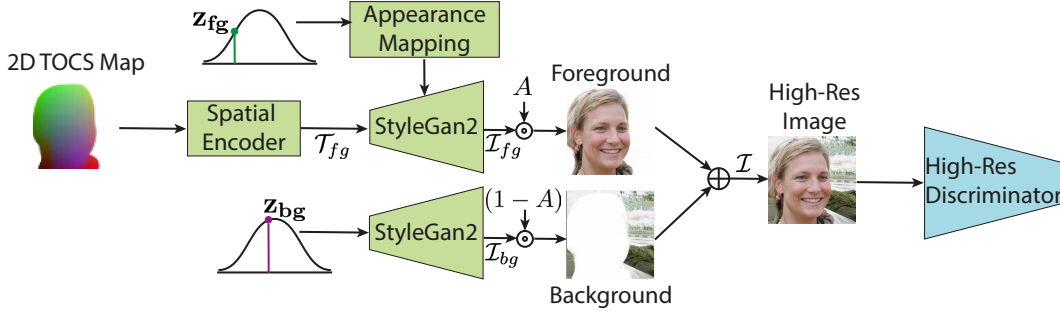 z_fg
Appearance
Mapping
2D TOCS Map
Foreground
A
High-Res
Image
Spatial
Encoder
StyleGan2
𝒯_fg
ℐ_fg
ℐ
High-Res
Discriminator
z_bg
StyleGan2
(1 − A)
ℐ_bg
Background